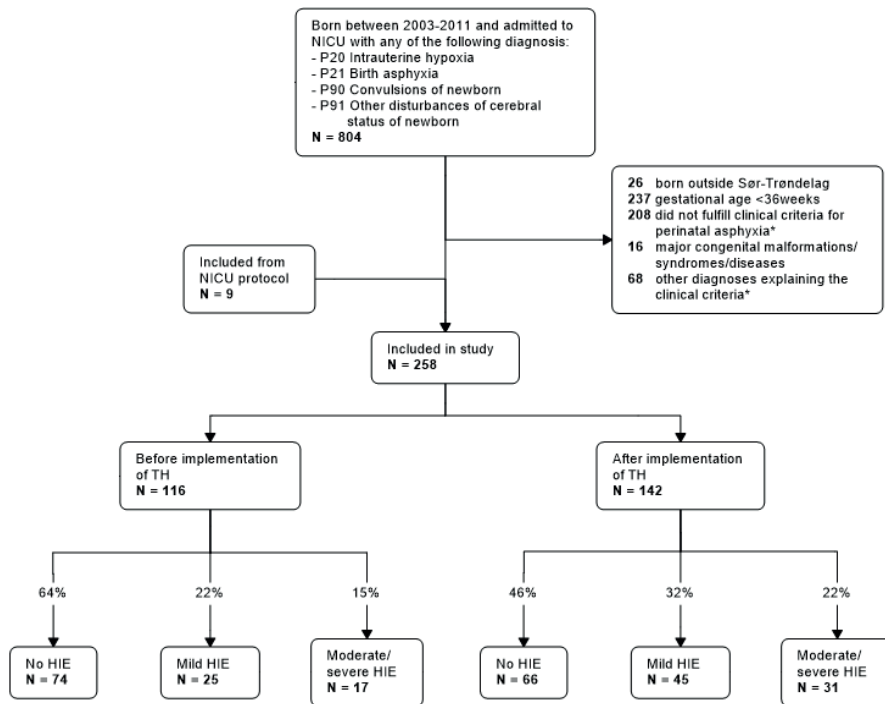 Born between 2003-2011 and admitted to
NICU with any of the following diagnosis:
- P20 Intrauterine hypoxia
- P21 Birth asphyxia
- P90 Convulsions of newborn
- P91 Other disturbances of cerebral
status of newborn
N = 804
26 born outside Sør-Trøndelag
237 gestational age <36weeks
208 did not fulfill clinical criteria for
perinatal asphyxia*
16 major congenital malformations/
syndromes/diseases
68 other diagnoses explaining the
clinical criteria*
Included from
NICU protocol
N = 9
Included in study
N = 258
Before implementation
of TH
N = 116
After implementation
of TH
N = 142
64%
22%
15%
46%
32%
22%
No HIE
N = 74
Mild HIE
N = 25
Moderate/
severe HIE
N = 17
No HIE
N = 66
Mild HIE
N = 45
Moderate/
severe HIE
N = 31